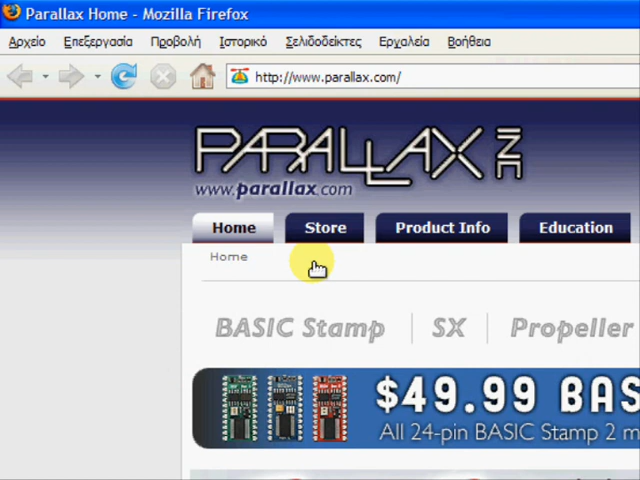 Parallax Home - Mozilla Firefox
Αρχείο Επεξεργασία Προβολή Ιστορικό Σελιδοδείκτες Εργαλεία Βοήθεια
http://www.parallax.com/
PARALLAX INC
www.parallax.com
Home Store Product Info Education
Home
BASIC Stamp SX Propeller
$49.99 BAS
All 24-pin BASIC Stamp 2 m